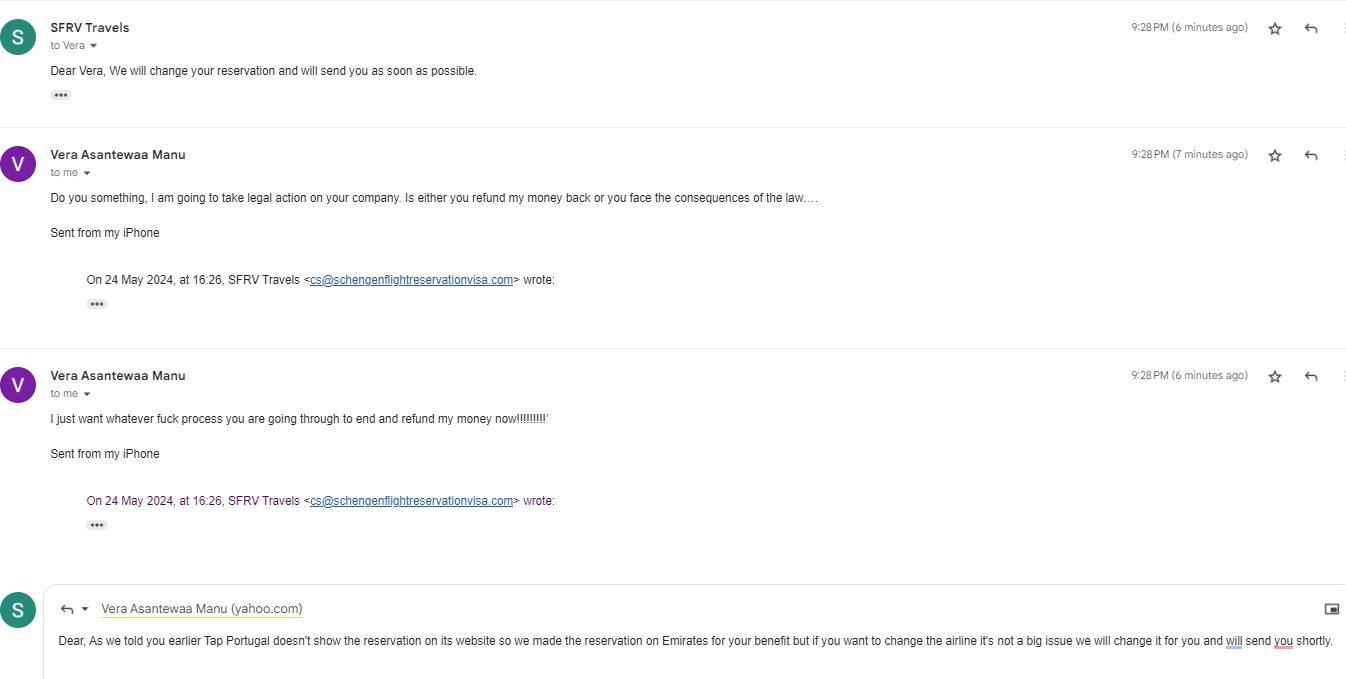 S
SFRV Travels
9:28 PM (6 minutes ago)
to Vera
Dear Vera, We will change your reservation and will send you as soon as possible.
V
Vera Asantewaa Manu
9:28 PM (7 minutes ago)
to me
Do you something, I am going to take legal action on your company. Is either you refund my money back or you face the consequences of the law....
Sent from my iPhone
On 24 May 2024, at 16:26, SFRV Travels <cs@schengenflightreservationvisa.com> wrote:
V
Vera Asantewaa Manu
9:28 PM (6 minutes ago)
to me
I just want whatever fuck process you are going through to end and refund my money now!!!!!!!!!'
Sent from my iPhone
On 24 May 2024, at 16:26, SFRV Travels <cs@schengenflightreservationvisa.com> wrote:
S
Vera Asantewaa Manu (yahoo.com)
Dear, As we told you earlier Tap Portugal doesn't show the reservation on its website so we made the reservation on Emirates for your benefit but if you want to change the airline it's not a big issue we will change it for you and will send you shortly.